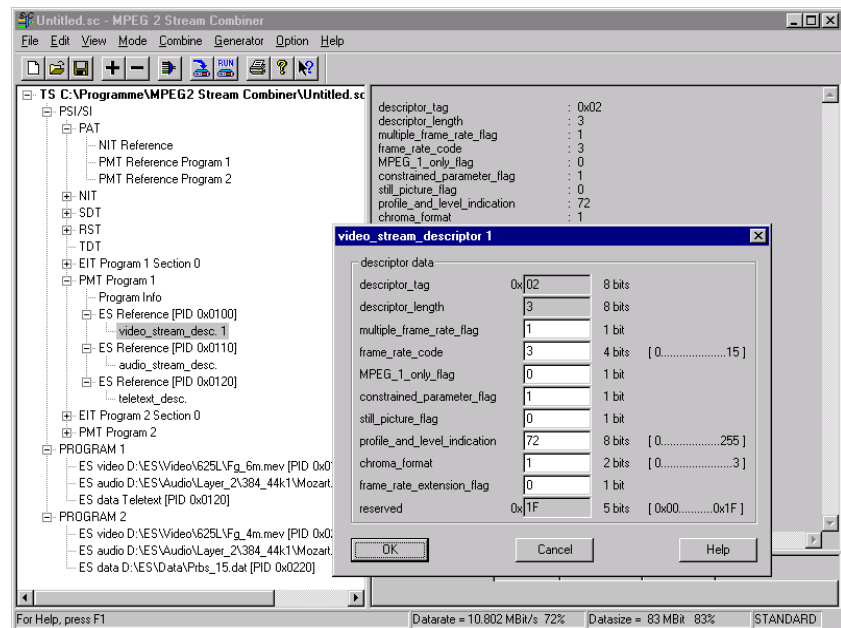 Untitled.sc - MPEG 2 Stream Combiner
File Edit View Mode Combine Generator Option Help
RUN
TS C:\Programme\MPEG2 Stream Combiner\Untitled.sc
PSI/SI
PAT
NIT Reference
PMT Reference Program 1
PMT Reference Program 2
NIT
SDT
RST
TDT
EIT Program 1 Section 0
PMT Program 1
Program Info
ES Reference [PID 0x0100]
video_stream_desc. 1
ES Reference [PID 0x0110]
audio_stream_desc.
ES Reference [PID 0x0120]
teletext_desc.
EIT Program 2 Section 0
PMT Program 2
PROGRAM 1
ES video D:\ES\Video\625L\Fg_6m.mev [PID 0x0
ES audio D:\ES\Audio\Layer_2\384_44k1\Mozart.
ES data Teletext [PID 0x0120]
PROGRAM 2
ES video D:\ES\Video\625L\Fg_4m.mev [PID 0x0
ES audio D:\ES\Audio\Layer_2\384_44k1\Mozart.
ES data D:\ES\Data\Prbs_15.dat [PID 0x0220]
descriptor_tag : 0x02
descriptor_length : 3
multiple_frame_rate_flag : 1
frame_rate_code : 3
MPEG_1_only_flag : 0
constrained_parameter_flag : 1
still_picture_flag : 0
profile_and_level_indication : 72
chroma_format : 1
video_stream_descriptor 1
descriptor data
descriptor_tag 0x 02 8 bits
descriptor_length 3 8 bits
multiple_frame_rate_flag 1 1 bit
frame_rate_code 3 4 bits [ 0....................15 ]
MPEG_1_only_flag 0 1 bit
constrained_parameter_flag 1 1 bit
still_picture_flag 0 1 bit
profile_and_level_indication 72 8 bits [ 0..................255 ]
chroma_format 1 2 bits [ 0......................3 ]
frame_rate_extension_flag 0 1 bit
reserved 0x 1F 5 bits [ 0x00..........0x1F ]
OK Cancel Help
For Help, press F1 Datarate = 10.802 MBit/s 72% Datasize = 83 MBit 83% STANDARD